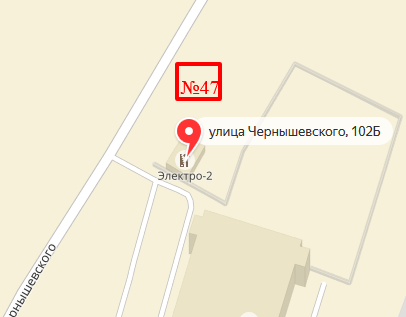 №47
улица Чернышевского, 102Б
Электро-2
рнышевского